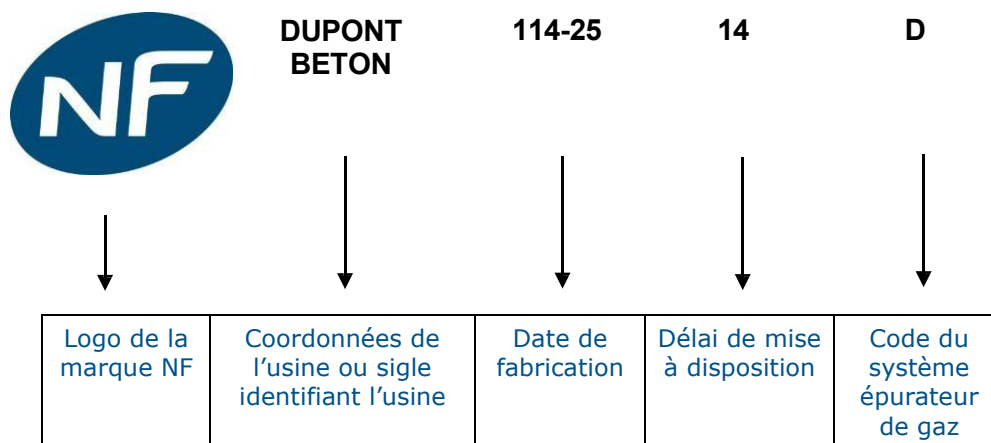 NF
DUPONT
BETON
114-25
14
D
Logo de la
marque NF
Coordonnées de
l’usine ou sigle
identifiant l’usine
Date de
fabrication
Délai de mise
à disposition
Code du
système
épurateur
de gaz